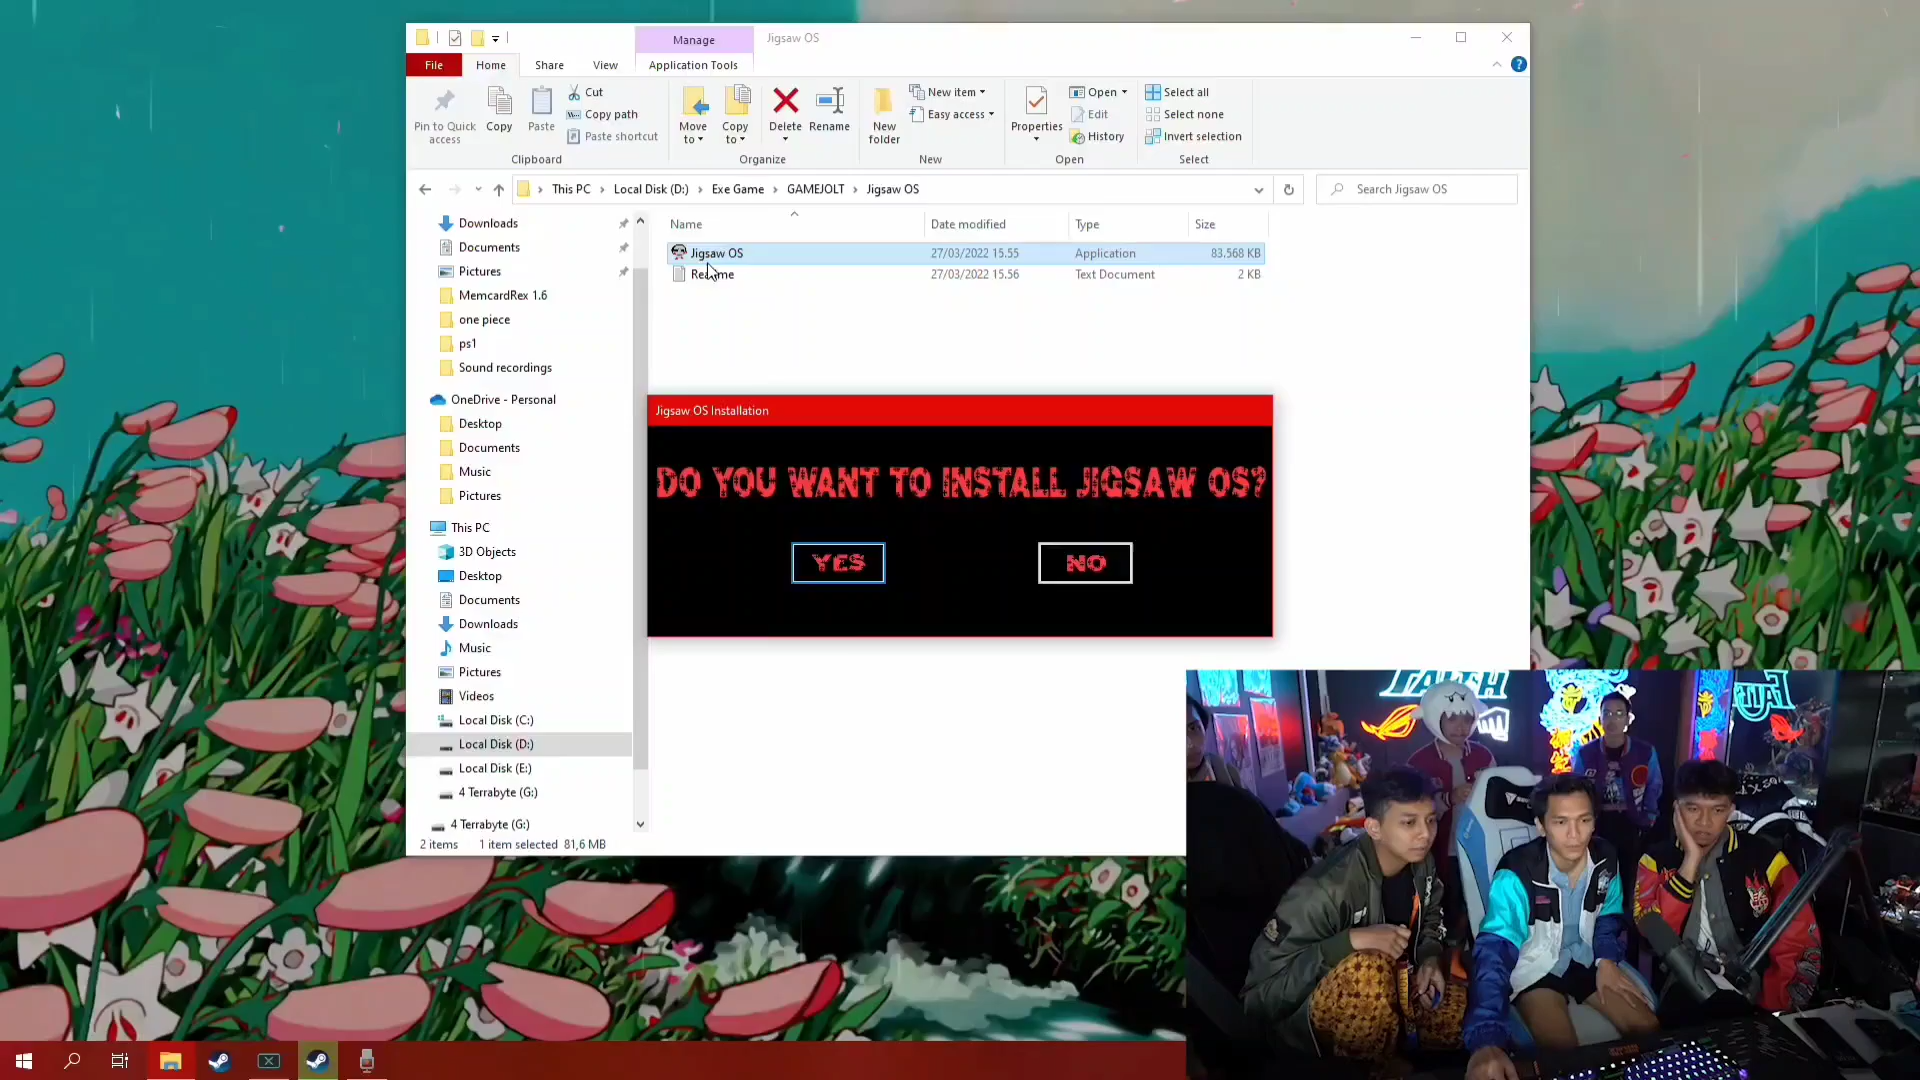 Manage
Jigsaw OS
File
Home
Share
View
Application Tools
Pin to Quick access
Copy
Paste
Cut
Copy path
Paste shortcut
Clipboard
Move to
Copy to
Delete
Rename
Organize
New folder
New item
Easy access
New
Properties
Open
Edit
History
Open
Select all
Select none
Invert selection
Select
This PC
Local Disk (D:)
Exe Game
GAMEJOLT
Jigsaw OS
Search Jigsaw OS
Name
Date modified
Type
Size
Jigsaw OS
27/03/2022 15.55
Application
83.568 KB
27/03/2022 15.56
Text Document
2 KB
Downloads
Documents
Pictures
MemcardRex 1.6
one piece
ps1
Sound recordings
OneDrive - Personal
Desktop
Documents
Music
Pictures
This PC
3D Objects
Desktop
Documents
Downloads
Music
Pictures
Videos
Local Disk (C:)
Local Disk (D:)
Local Disk (E:)
4 Terrabyte (G:)
4 Terrabyte (G:)
2 items
1 item selected 81,6 MB
Jigsaw OS Installation
DO YOU WANT TO INSTALL JIGSAW OS?
YES
NO